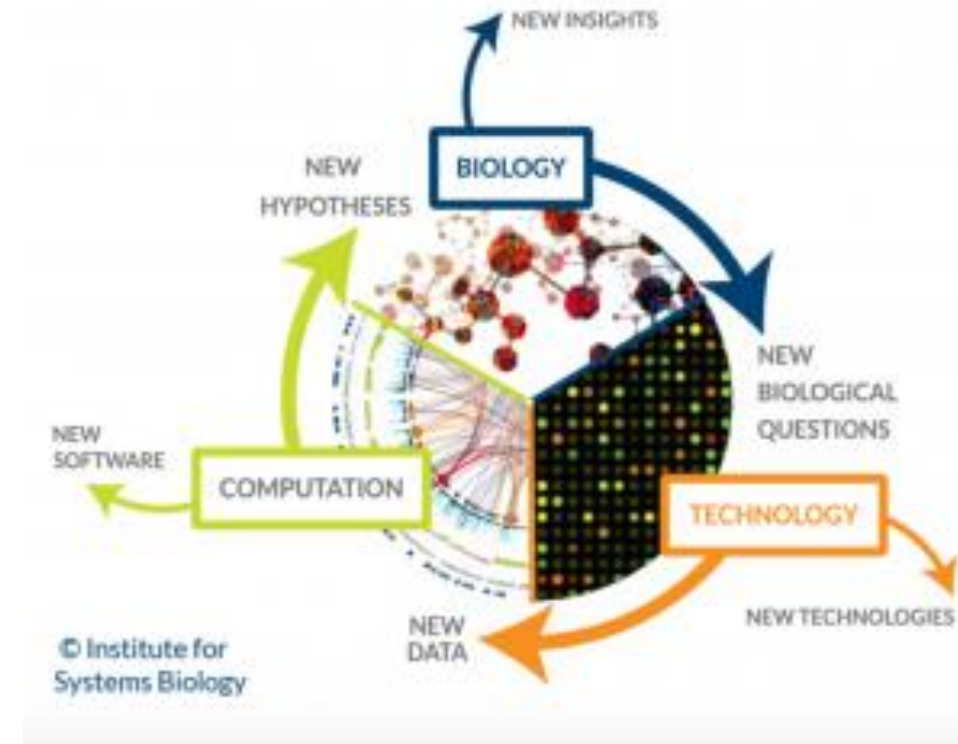 NEW INSIGHTS
BIOLOGY
NEW
HYPOTHESES
NEW
BIOLOGICAL
QUESTIONS
NEW
SOFTWARE
COMPUTATION
TECHNOLOGY
NEW TECHNOLOGIES
NEW
DATA
© Institute for
Systems Biology